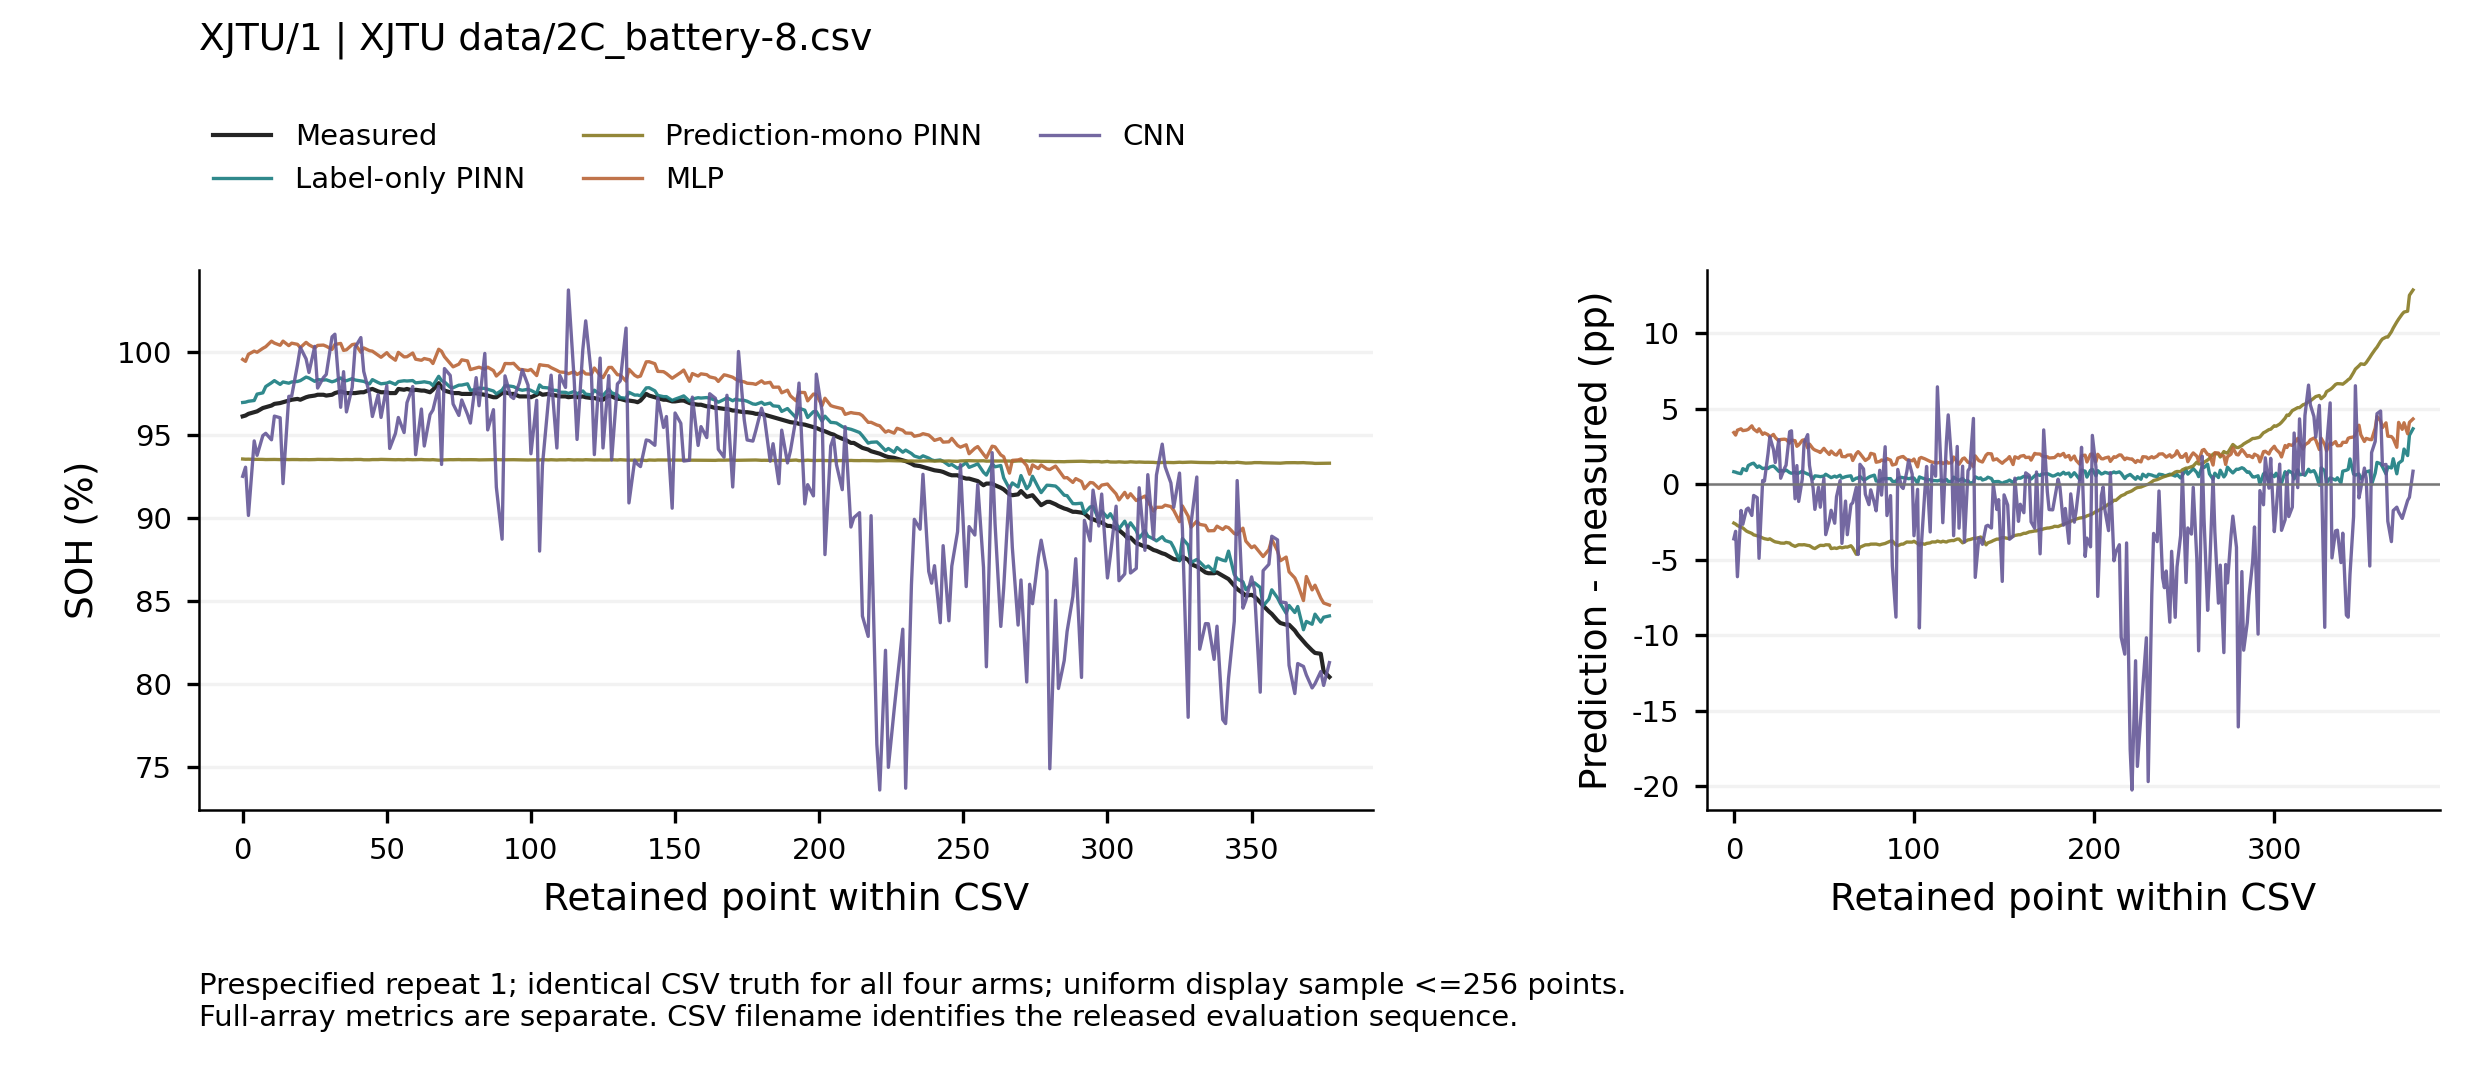 XJTU/1 | XJTU data/2C_battery-8.csv
Measured
Prediction-mono PINN
CNN
Label-only PINN
MLP
SOH (%)
100
95
90
85
80
75
0
50
100
150
200
250
300
350
Retained point within CSV
Prediction - measured (pp)
10
5
0
-5
-10
-15
-20
0
100
200
300
Retained point within CSV
Prespecified repeat 1; identical CSV truth for all four arms; uniform display sample <=256 points.
Full-array metrics are separate. CSV filename identifies the released evaluation sequence.